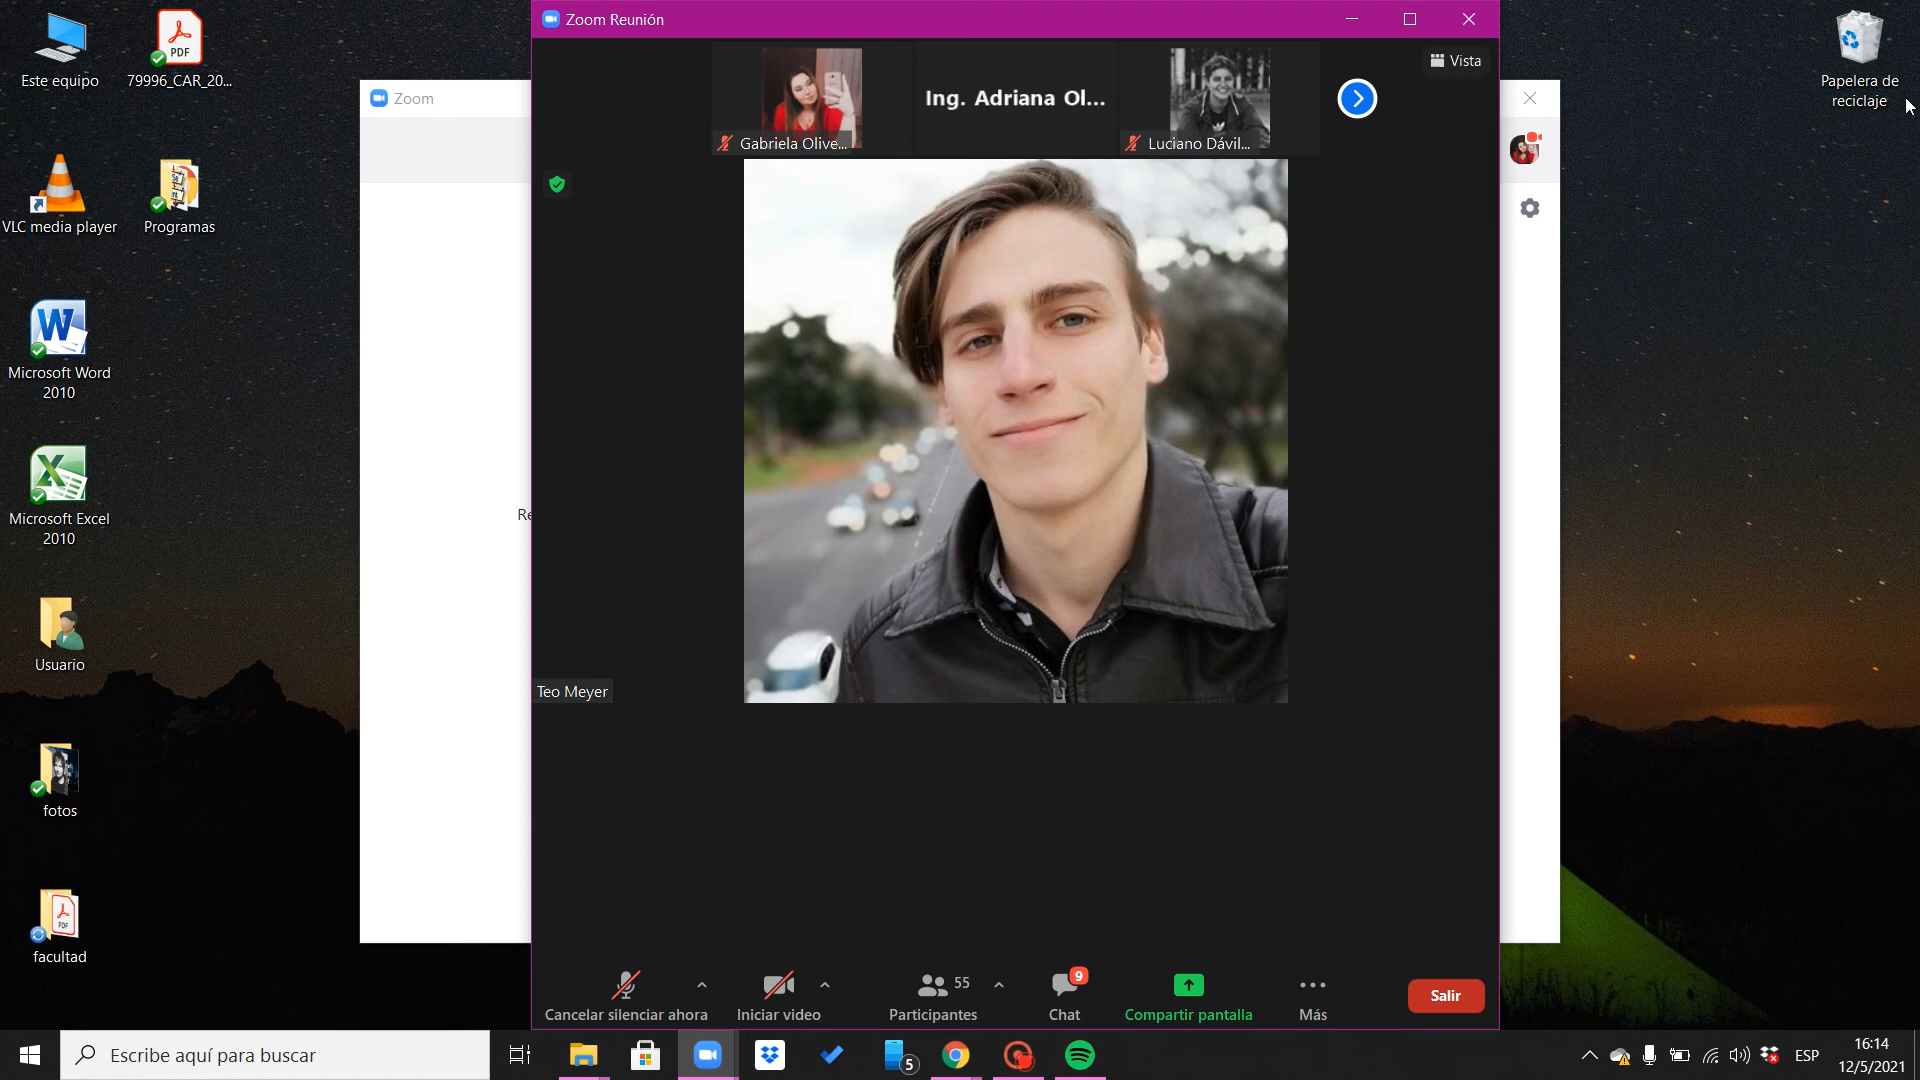 Este equipo
79996_CAR_20...
VLC media player
Programas
Microsoft Word
2010
Microsoft Excel
2010
Usuario
fotos
facultad
Zoom
Re
Zoom Reunión
Vista
Gabriela Olive...
Ing. Adriana Ol...
Luciano Dávil...
Teo Meyer
Cancelar silenciar ahora
Iniciar video
55
Participantes
9
Chat
Compartir pantalla
Más
Salir
Papelera de
reciclaje
Escribe aquí para buscar
5
ESP
16:14
12/5/2021
PDF
PDF